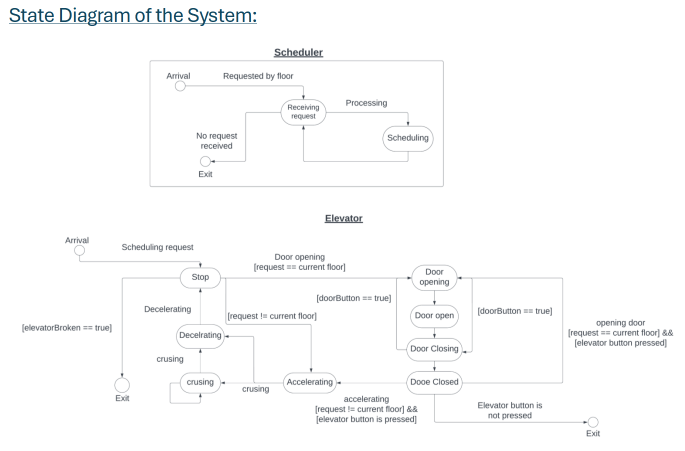 State Diagram of the System:
Scheduler
Arrival
Requested by floor
Receiving
request
Processing
Scheduling
No request
received
Exit
Elevator
Arrival
Scheduling request
Stop
Door opening
[request == current floor]
Door
opening
[doorButton == true]
[doorButton == true]
Door open
Door Closing
Dooe Closed
opening door
[request == current floor] &&
[elevator button pressed]
Decelerating
[request != current floor]
[elevatorBroken == true]
Decelrating
crusing
crusing
crusing
Accelerating
accelerating
[request != current floor] &&
[elevator button is pressed]
Elevator button is
not pressed
Exit
Exit